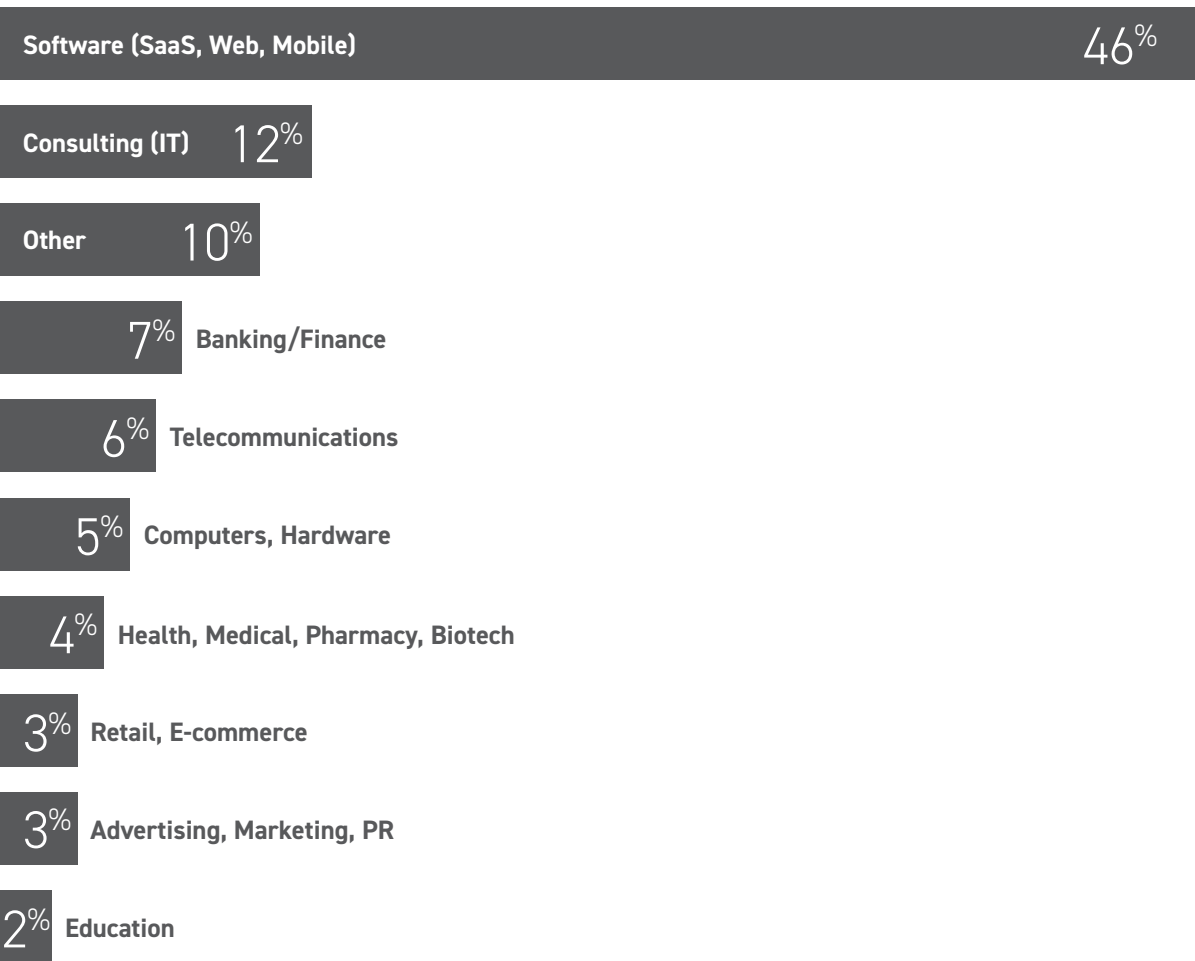 Software (SaaS, Web, Mobile) 46%
Consulting (IT) 12%
Other 10%
7% Banking/Finance
6% Telecommunications
5% Computers, Hardware
4% Health, Medical, Pharmacy, Biotech
3% Retail, E-commerce
3% Advertising, Marketing, PR
2% Education